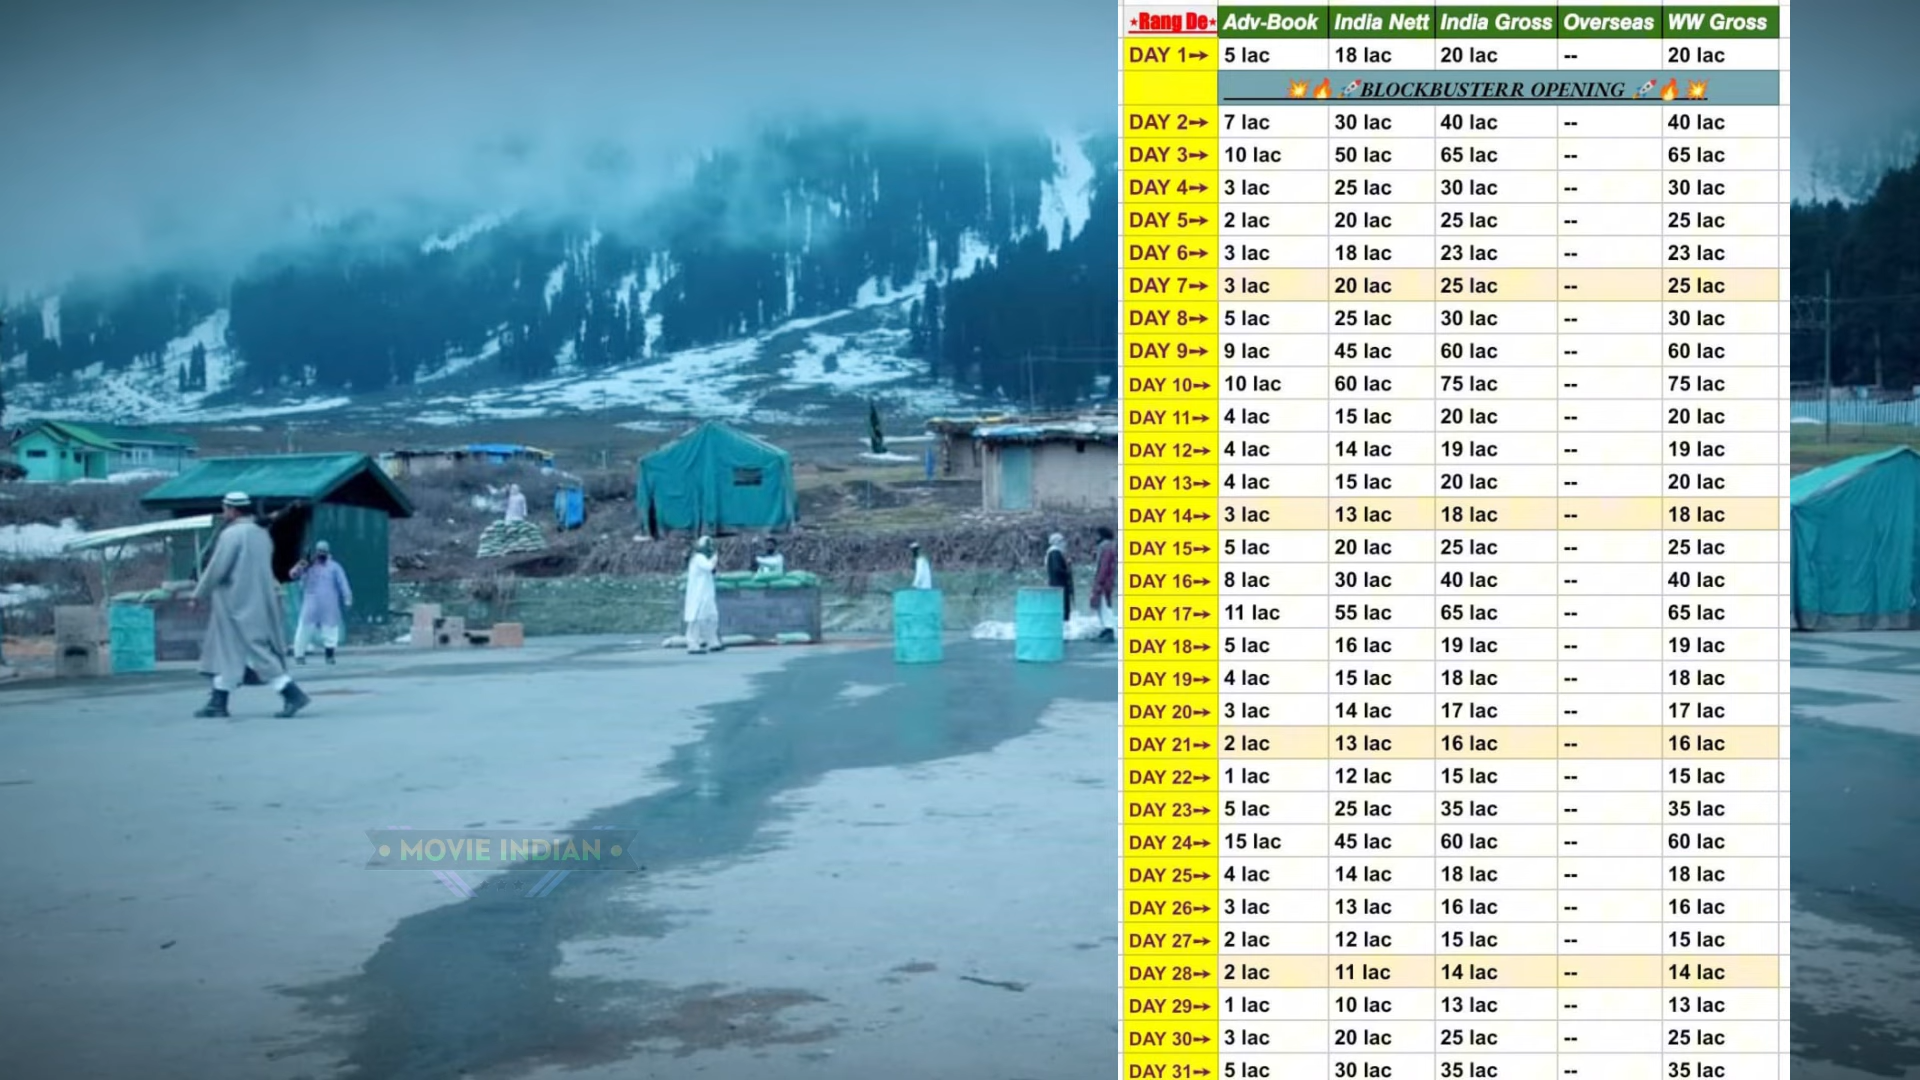 ★Rang De★ Adv-Book India Nett India Gross Overseas WW Gross
DAY 1→ 5 lac 18 lac 20 lac -- 20 lac
💥🔥 🚀BLOCKBUSTERR OPENING 🚀🔥💥
DAY 2→ 7 lac 30 lac 40 lac -- 40 lac
DAY 3→ 10 lac 50 lac 65 lac -- 65 lac
DAY 4→ 3 lac 25 lac 30 lac -- 30 lac
DAY 5→ 2 lac 20 lac 25 lac -- 25 lac
DAY 6→ 3 lac 18 lac 23 lac -- 23 lac
DAY 7→ 3 lac 20 lac 25 lac -- 25 lac
DAY 8→ 5 lac 25 lac 30 lac -- 30 lac
DAY 9→ 9 lac 45 lac 60 lac -- 60 lac
DAY 10→ 10 lac 60 lac 75 lac -- 75 lac
DAY 11→ 4 lac 15 lac 20 lac -- 20 lac
DAY 12→ 4 lac 14 lac 19 lac -- 19 lac
DAY 13→ 4 lac 15 lac 20 lac -- 20 lac
DAY 14→ 3 lac 13 lac 18 lac -- 18 lac
DAY 15→ 5 lac 20 lac 25 lac -- 25 lac
DAY 16→ 8 lac 30 lac 40 lac -- 40 lac
DAY 17→ 11 lac 55 lac 65 lac -- 65 lac
DAY 18→ 5 lac 16 lac 19 lac -- 19 lac
DAY 19→ 4 lac 15 lac 18 lac -- 18 lac
DAY 20→ 3 lac 14 lac 17 lac -- 17 lac
DAY 21→ 2 lac 13 lac 16 lac -- 16 lac
DAY 22→ 1 lac 12 lac 15 lac -- 15 lac
DAY 23→ 5 lac 25 lac 35 lac -- 35 lac
DAY 24→ 15 lac 45 lac 60 lac -- 60 lac
DAY 25→ 4 lac 14 lac 18 lac -- 18 lac
DAY 26→ 3 lac 13 lac 16 lac -- 16 lac
DAY 27→ 2 lac 12 lac 15 lac -- 15 lac
DAY 28→ 2 lac 11 lac 14 lac -- 14 lac
DAY 29→ 1 lac 10 lac 13 lac -- 13 lac
DAY 30→ 3 lac 20 lac 25 lac -- 25 lac
DAY 31→ 5 lac 30 lac 35 lac -- 35 lac
• MOVIE INDIAN •